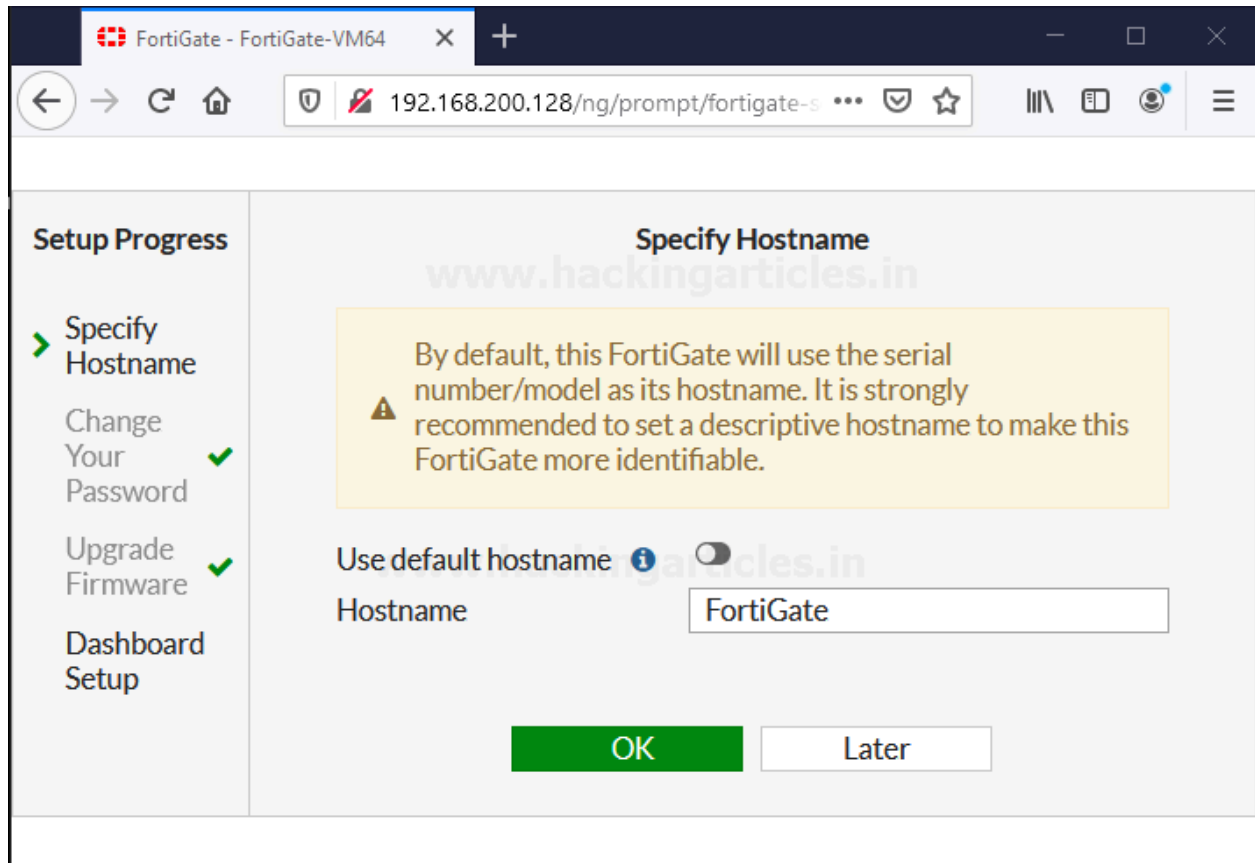 FortiGate - FortiGate-VM64
192.168.200.128/ng/prompt/fortigate-s
Setup Progress
Specify
Hostname
Change
Your
Password
Upgrade
Firmware
Dashboard
Setup
Specify Hostname
www.hackingarticles.in
By default, this FortiGate will use the serial
number/model as its hostname. It is strongly
recommended to set a descriptive hostname to make this
FortiGate more identifiable.
Use default hostname
www.hackingarticles.in
Hostname
FortiGate
OK
Later